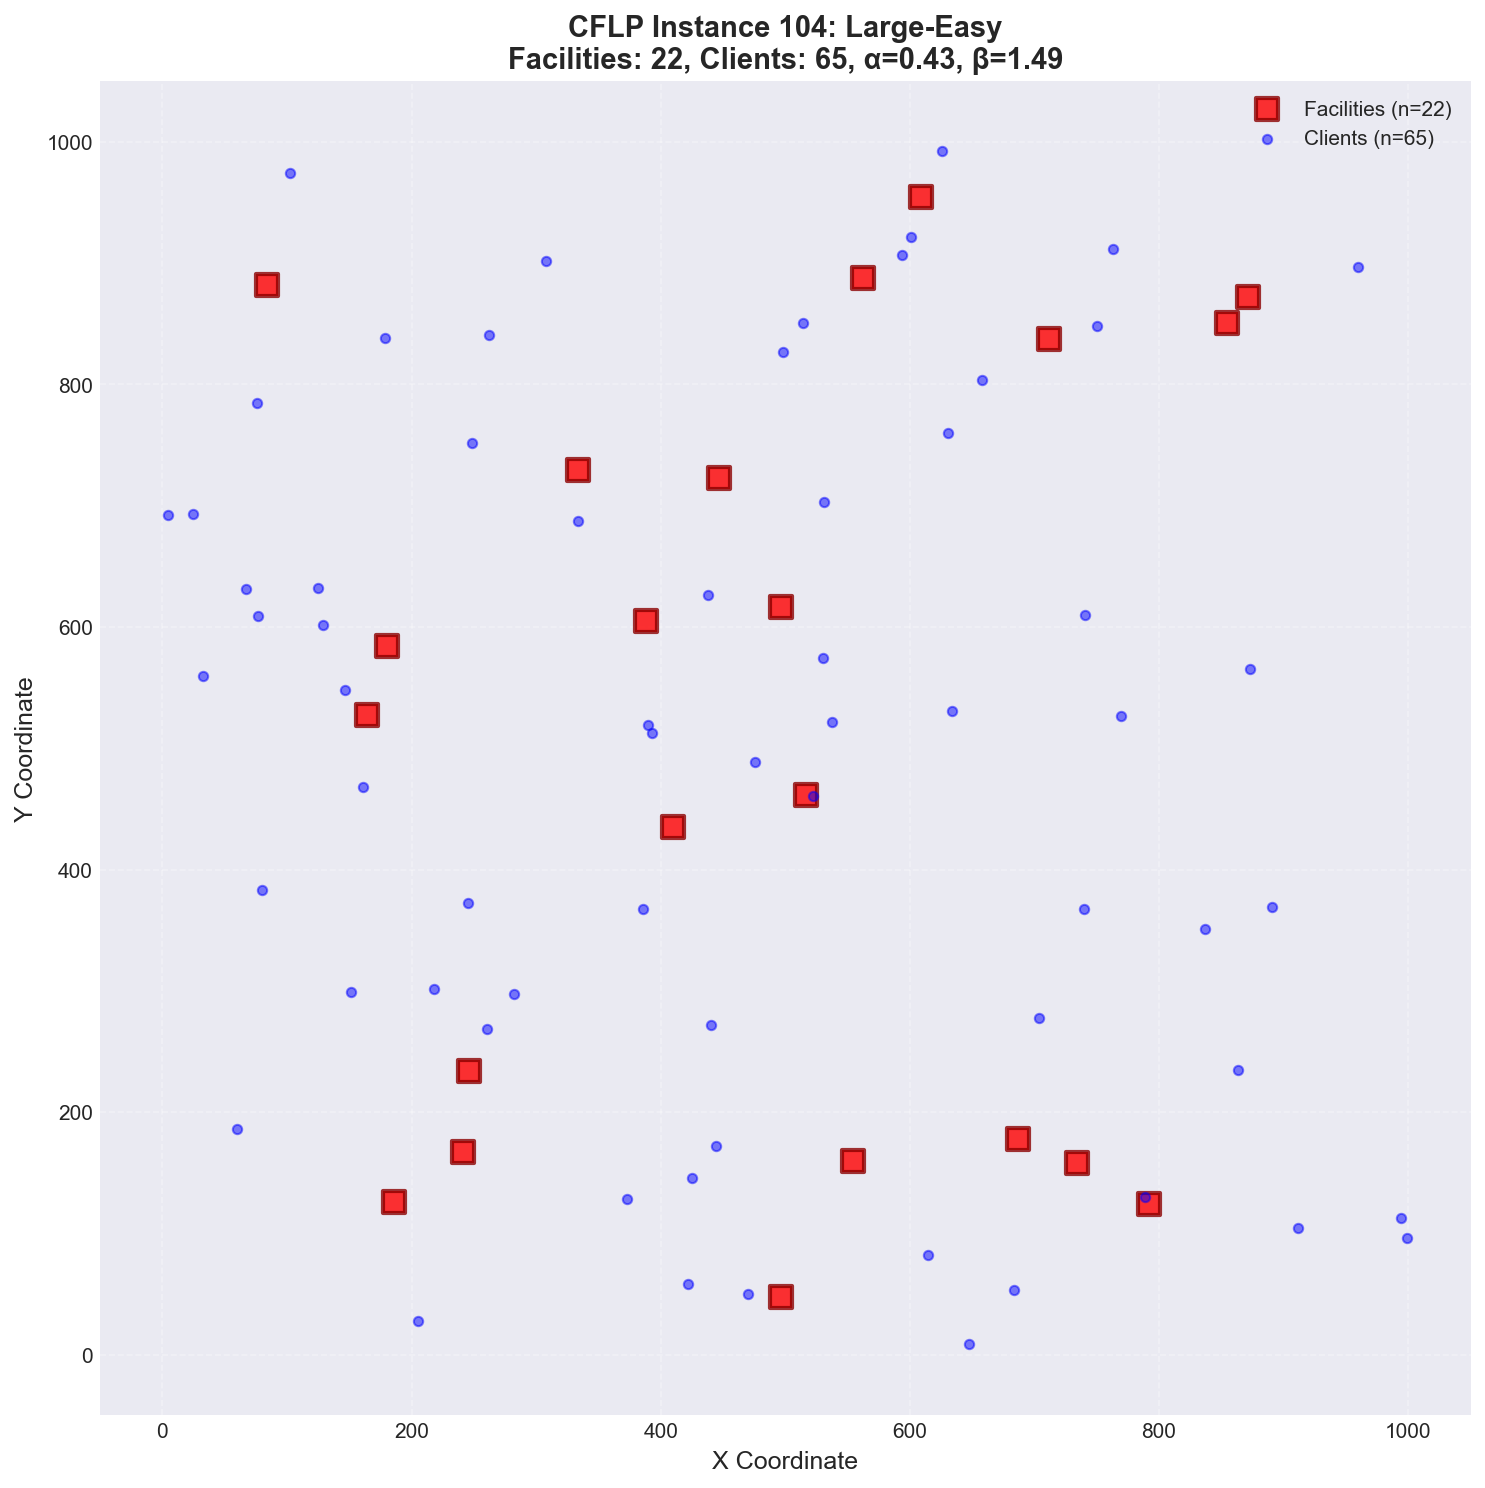 CFLP Instance 104: Large-Easy
Facilities: 22, Clients: 65, α=0.43, β=1.49
Facilities (n=22)
Clients (n=65)
1000
800
600
400
200
0
Y Coordinate
0 200 400 600 800 1000
X Coordinate